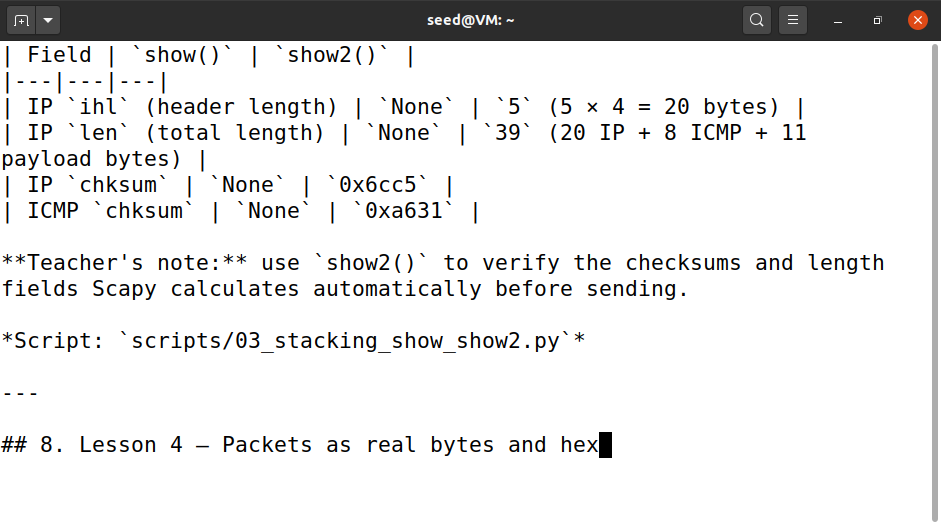 seed@VM: ~
| Field | `show()` | `show2()` |
|---|---|---|
| IP `ihl` (header length) | `None` | `5` (5 × 4 = 20 bytes) |
| IP `len` (total length) | `None` | `39` (20 IP + 8 ICMP + 11
payload bytes) |
| IP `chksum` | `None` | `0x6cc5` |
| ICMP `chksum` | `None` | `0xa631` |
**Teacher's note:** use `show2()` to verify the checksums and length
fields Scapy calculates automatically before sending.
*Script: `scripts/03_stacking_show_show2.py`*
---
## 8. Lesson 4 — Packets as real bytes and hex